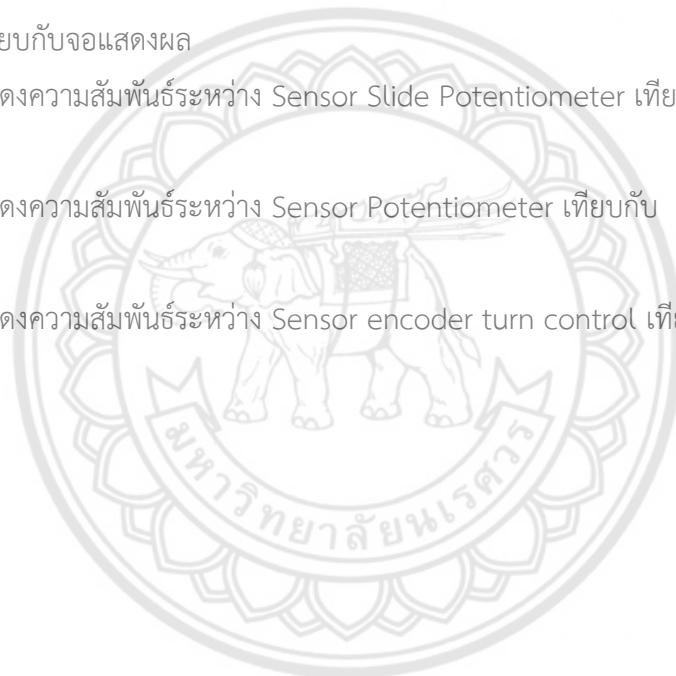 ยบกับจอแสดงผล
ดงความสัมพันธ์ระหว่าง Sensor Slide Potentiometer เทีย
ดงความสัมพันธ์ระหว่าง Sensor Potentiometer เทียบกับ
ดงความสัมพันธ์ระหว่าง Sensor encoder turn control เที
มหาวิทยาลัยนเรศวร